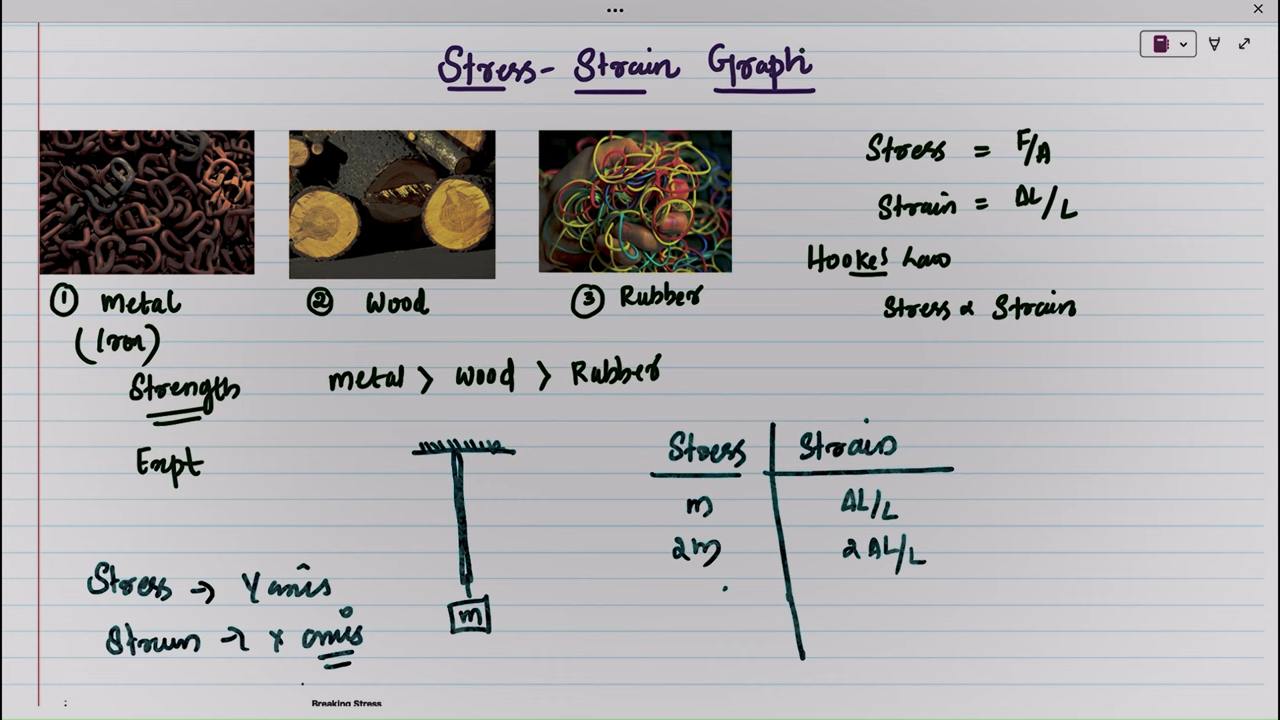 Stress - Strain Graph
Stress = F/A
Strain = ΔL/L
Hooke's Law
Stress ∝ Strain
① Metal
(Iron)
② Wood
③ Rubber
Strength
metal > wood > Rubber
Expt
Stress | Strain
m ΔL/L
2m 2ΔL/L
m
Stress → Y axis
Strain → x axis
Breaking Stress